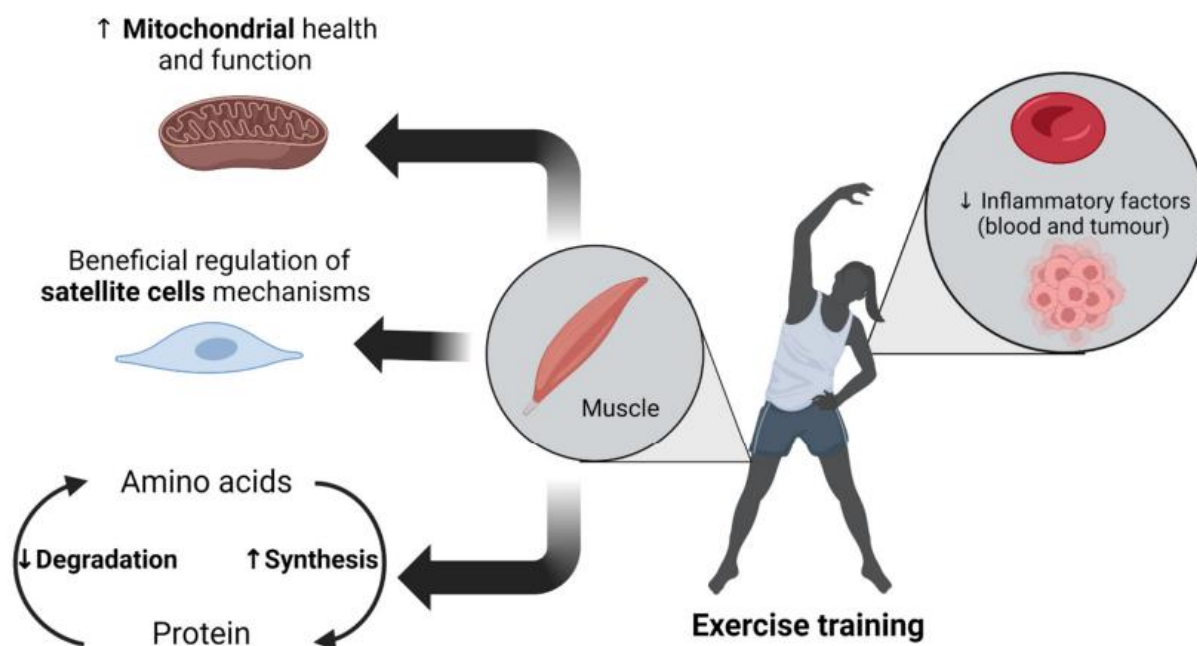 ↑ Mitochondrial health
and function
Beneficial regulation of
satellite cells mechanisms
Amino acids
↓Degradation
↑Synthesis
Protein
Muscle
Exercise training
↓ Inflammatory factors
(blood and tumour)